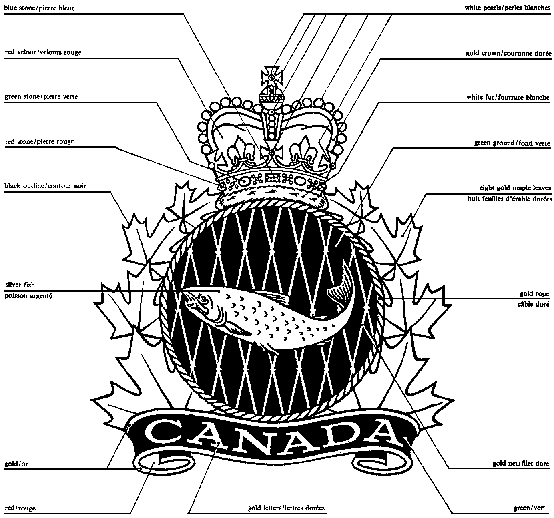 blue stone/pierre bleue
white pearls/perles blanches
red velvet/velours rouge
gold crown/couronne dorée
green stone/pierre verte
white fur/fourrure blanche
red stone/pierre rouge
green ground/fond verte
black outline/contour noir
eight gold maple leaves
huit feuilles d'érable dorées
silver fish
poisson argenté
gold rope
câble doré
CANADA
gold/or
gold net/filet doré
red/rouge
gold letters/lettres dorées
green/vert